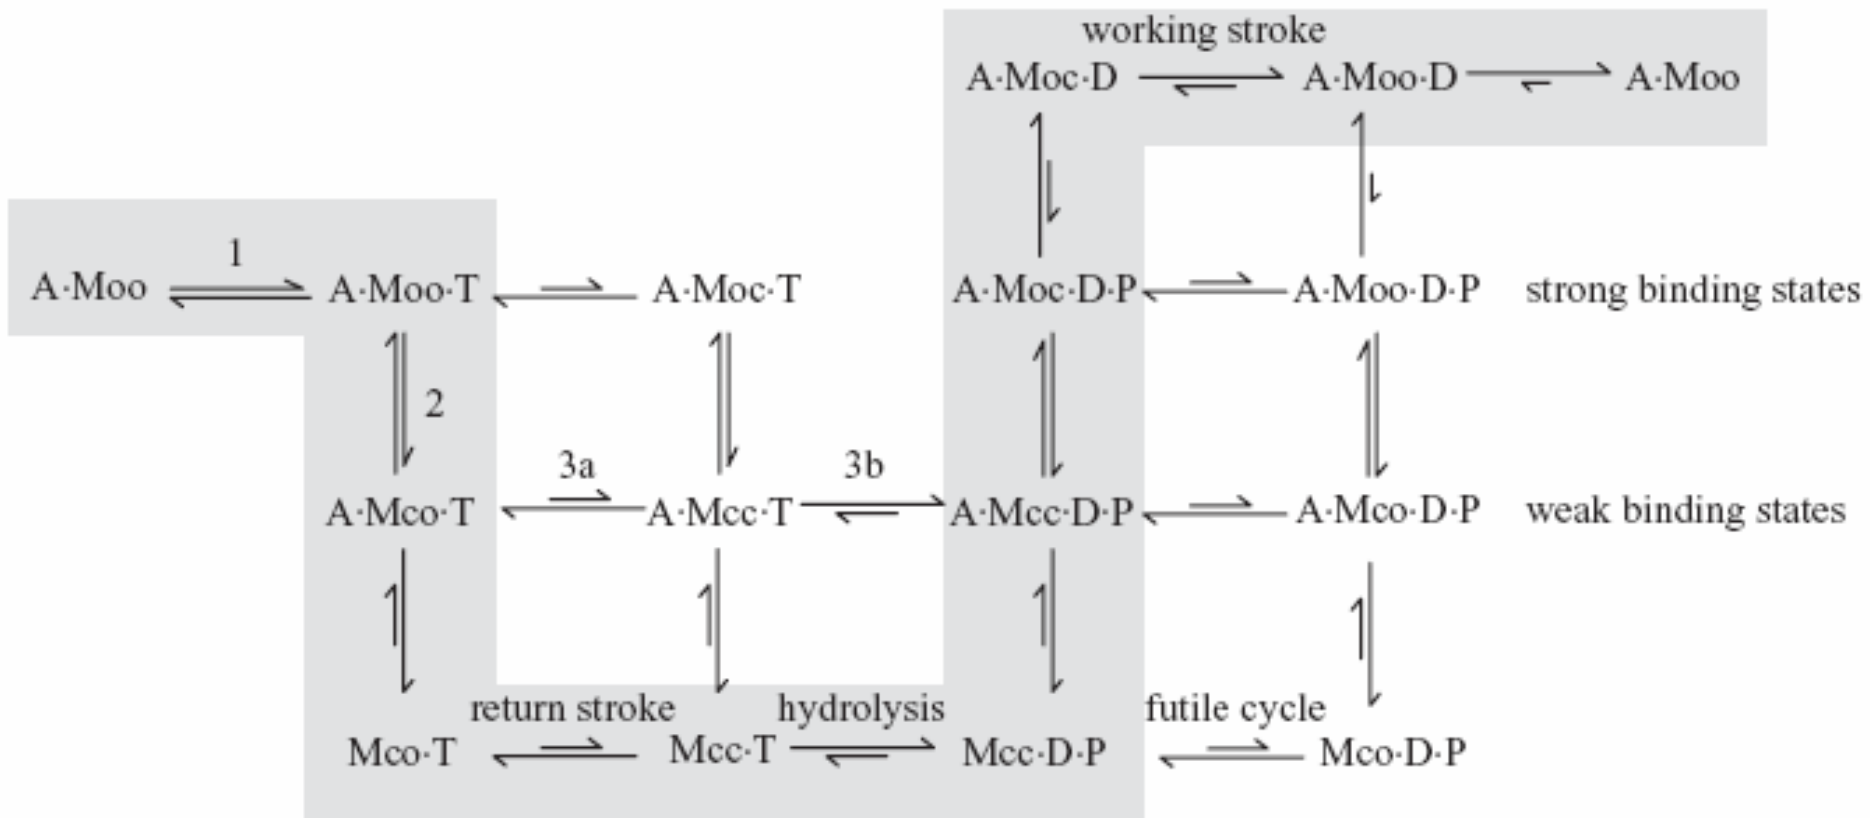 working stroke
A·Moc·D A·Moo·D A·Moo
1
A·Moo A·Moo·T A·Moc·T A·Moc·D·P A·Moo·D·P strong binding states
2
3a 3b
A·Mco·T A·Mcc·T A·Mcc·D·P A·Mco·D·P weak binding states
return stroke hydrolysis futile cycle
Mco·T Mcc·T Mcc·D·P Mco·D·P